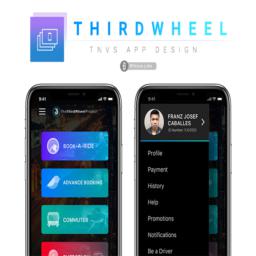 THIRDWHEEL
TNVS APP DESIGN
9:41
BOOK-A-RIDE
ADVANCE BOOKING
COMMUTER
9:41
FRANZ JOSEF
CABALLES
Profile
Payment
History
Help
Promotions
Notifications
Be a Driver